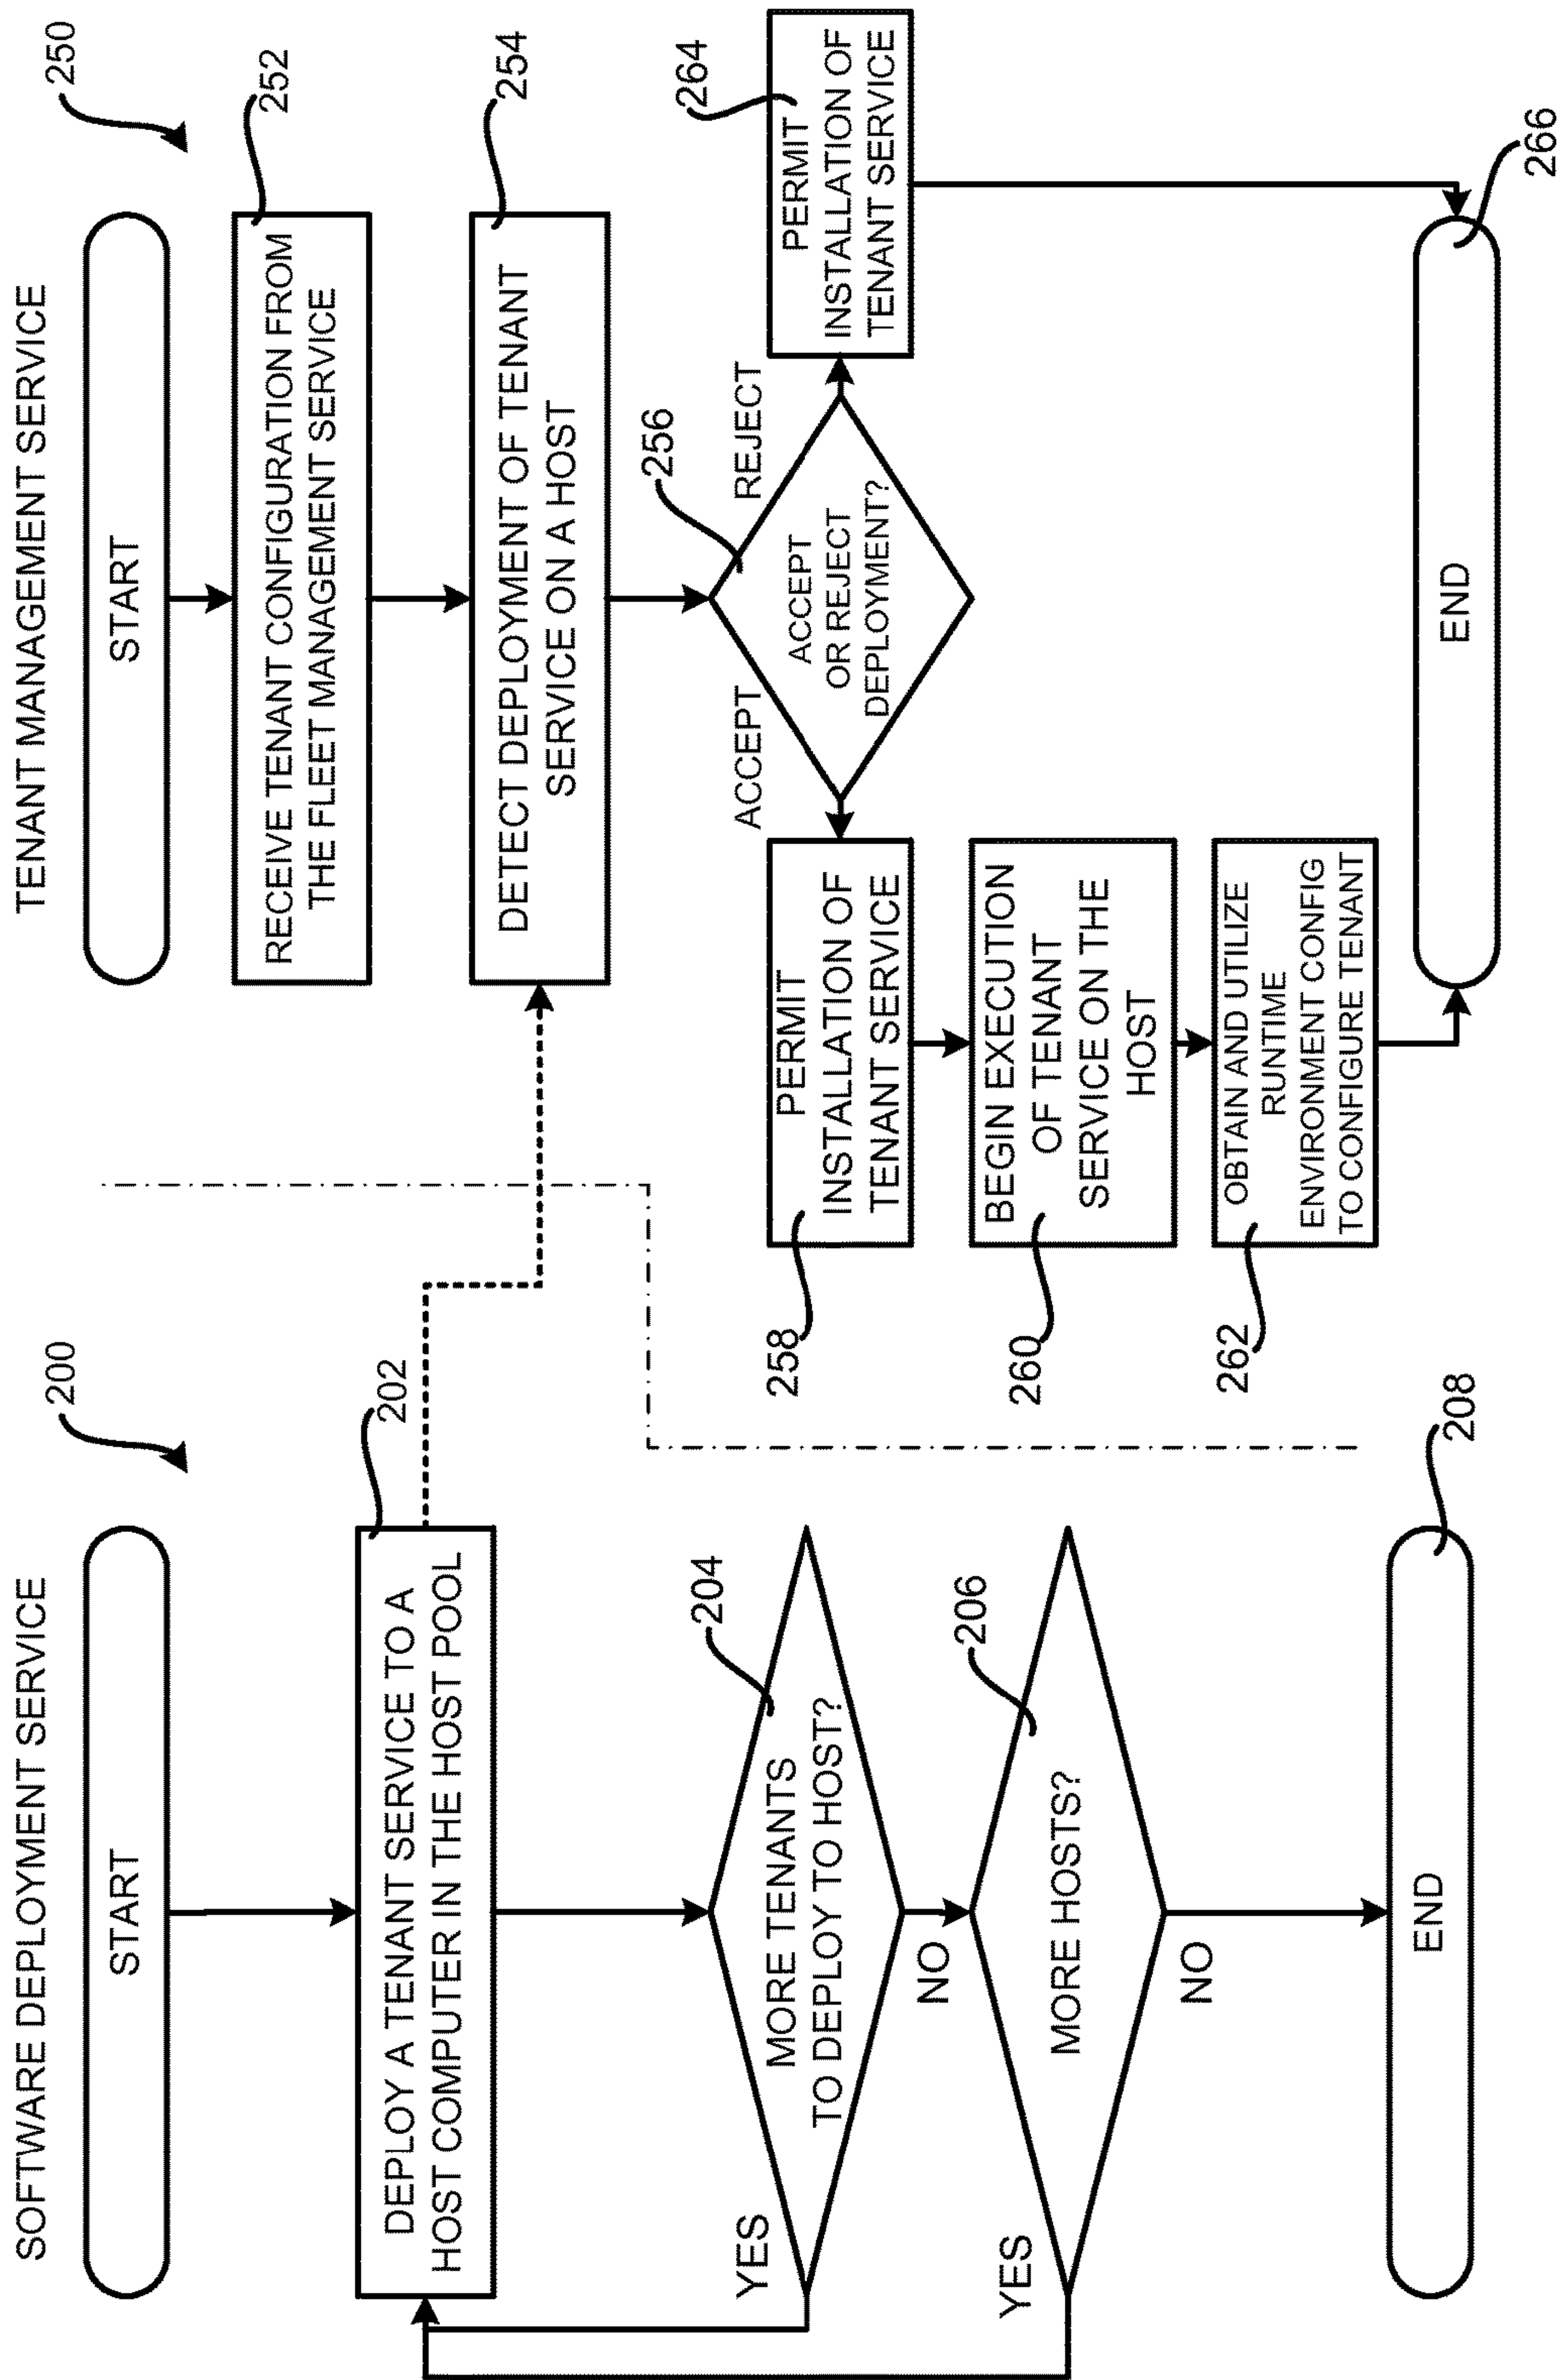 SOFTWARE DEPLOYMENT SERVICE
200
START
202
DEPLOY A TENANT SERVICE TO A
HOST COMPUTER IN THE HOST POOL
204
MORE TENANTS
TO DEPLOY TO HOST?
YES
NO
206
MORE HOSTS?
YES
NO
208
END
TENANT MANAGEMENT SERVICE
250
START
252
RECEIVE TENANT CONFIGURATION FROM
THE FLEET MANAGEMENT SERVICE
254
DETECT DEPLOYMENT OF TENANT
SERVICE ON A HOST
256
ACCEPT
REJECT
ACCEPT
OR REJECT
DEPLOYMENT?
258
PERMIT
INSTALLATION OF
TENANT SERVICE
264
PERMIT
INSTALLATION OF
TENANT SERVICE
260
BEGIN EXECUTION
OF TENANT
SERVICE ON THE
HOST
262
OBTAIN AND UTILIZE
RUNTIME
ENVIRONMENT CONFIG
TO CONFIGURE TENANT
266
END